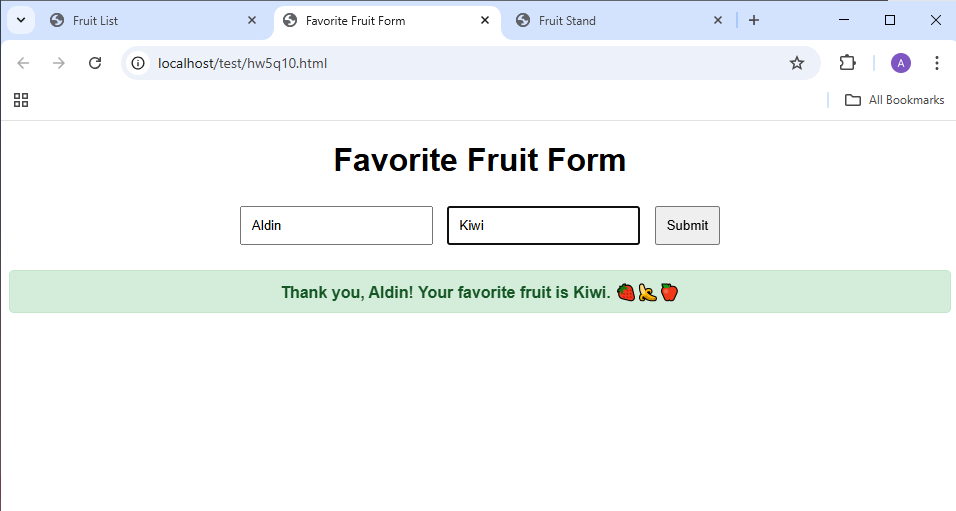 Fruit List
Favorite Fruit Form
Fruit Stand
localhost/test/hw5q10.html
A
All Bookmarks
Favorite Fruit Form
Aldin
Kiwi
Submit
Thank you, Aldin! Your favorite fruit is Kiwi. 🍓🍌🍎